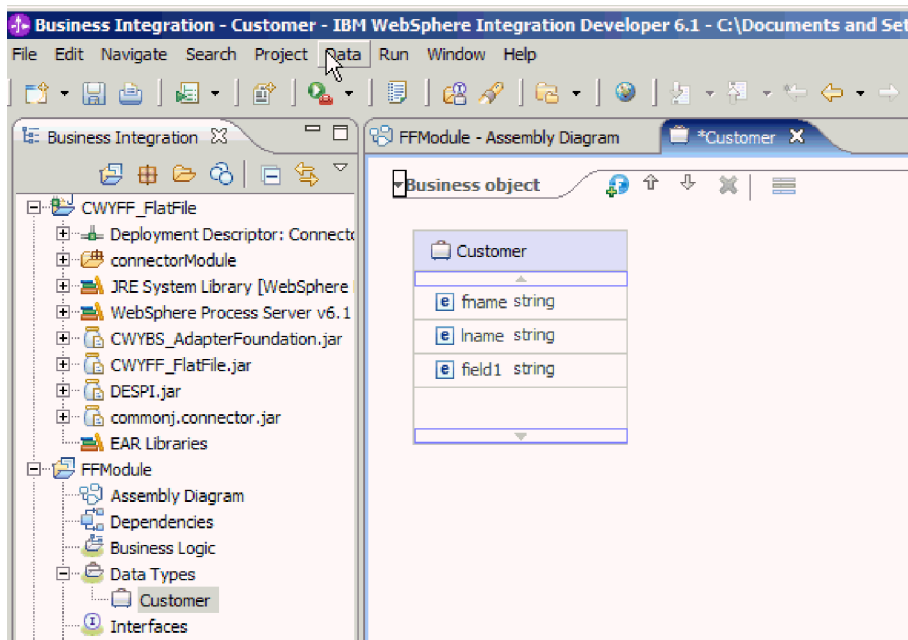 Business Integration - Customer - IBM WebSphere Integration Developer 6.1 - C:\Documents and Set
File Edit Navigate Search Project Data Run Window Help
Business Integration
FFModule - Assembly Diagram
*Customer
Business object
CWYFF_FlatFile
Deployment Descriptor: Connecto
connectorModule
JRE System Library [WebSphere
WebSphere Process Server v6.1
CWYBS_AdapterFoundation.jar
CWYFF_FlatFile.jar
DESPI.jar
commonj.connector.jar
EAR Libraries
FFModule
Assembly Diagram
Dependencies
Business Logic
Data Types
Customer
Interfaces
Customer
e fname string
e lname string
e field1 string